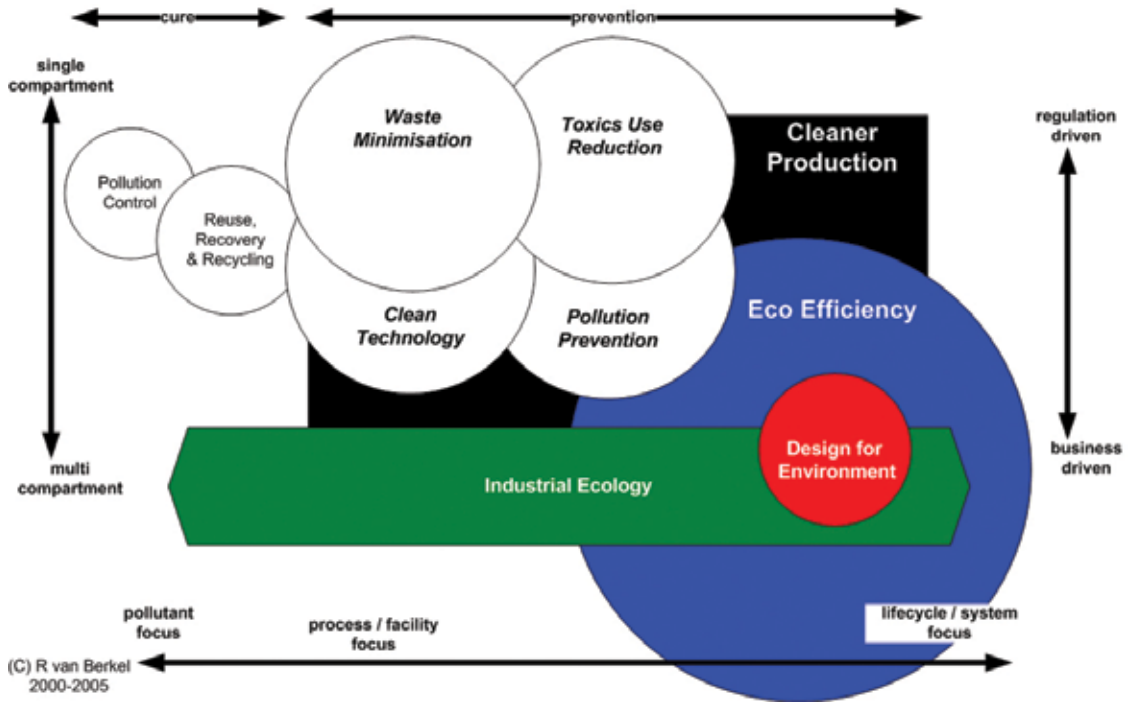 cure
prevention
single
compartment
Waste
Minimisation
Toxics Use
Reduction
Cleaner
Production
regulation
driven
Pollution
Control
Reuse,
Recovery
& Recycling
Clean
Technology
Pollution
Prevention
Eco Efficiency
multi
compartment
Industrial Ecology
Design for
Environment
business
driven
pollutant
focus
process / facility
focus
lifecycle / system
focus
(C) R van Berkel
2000-2005